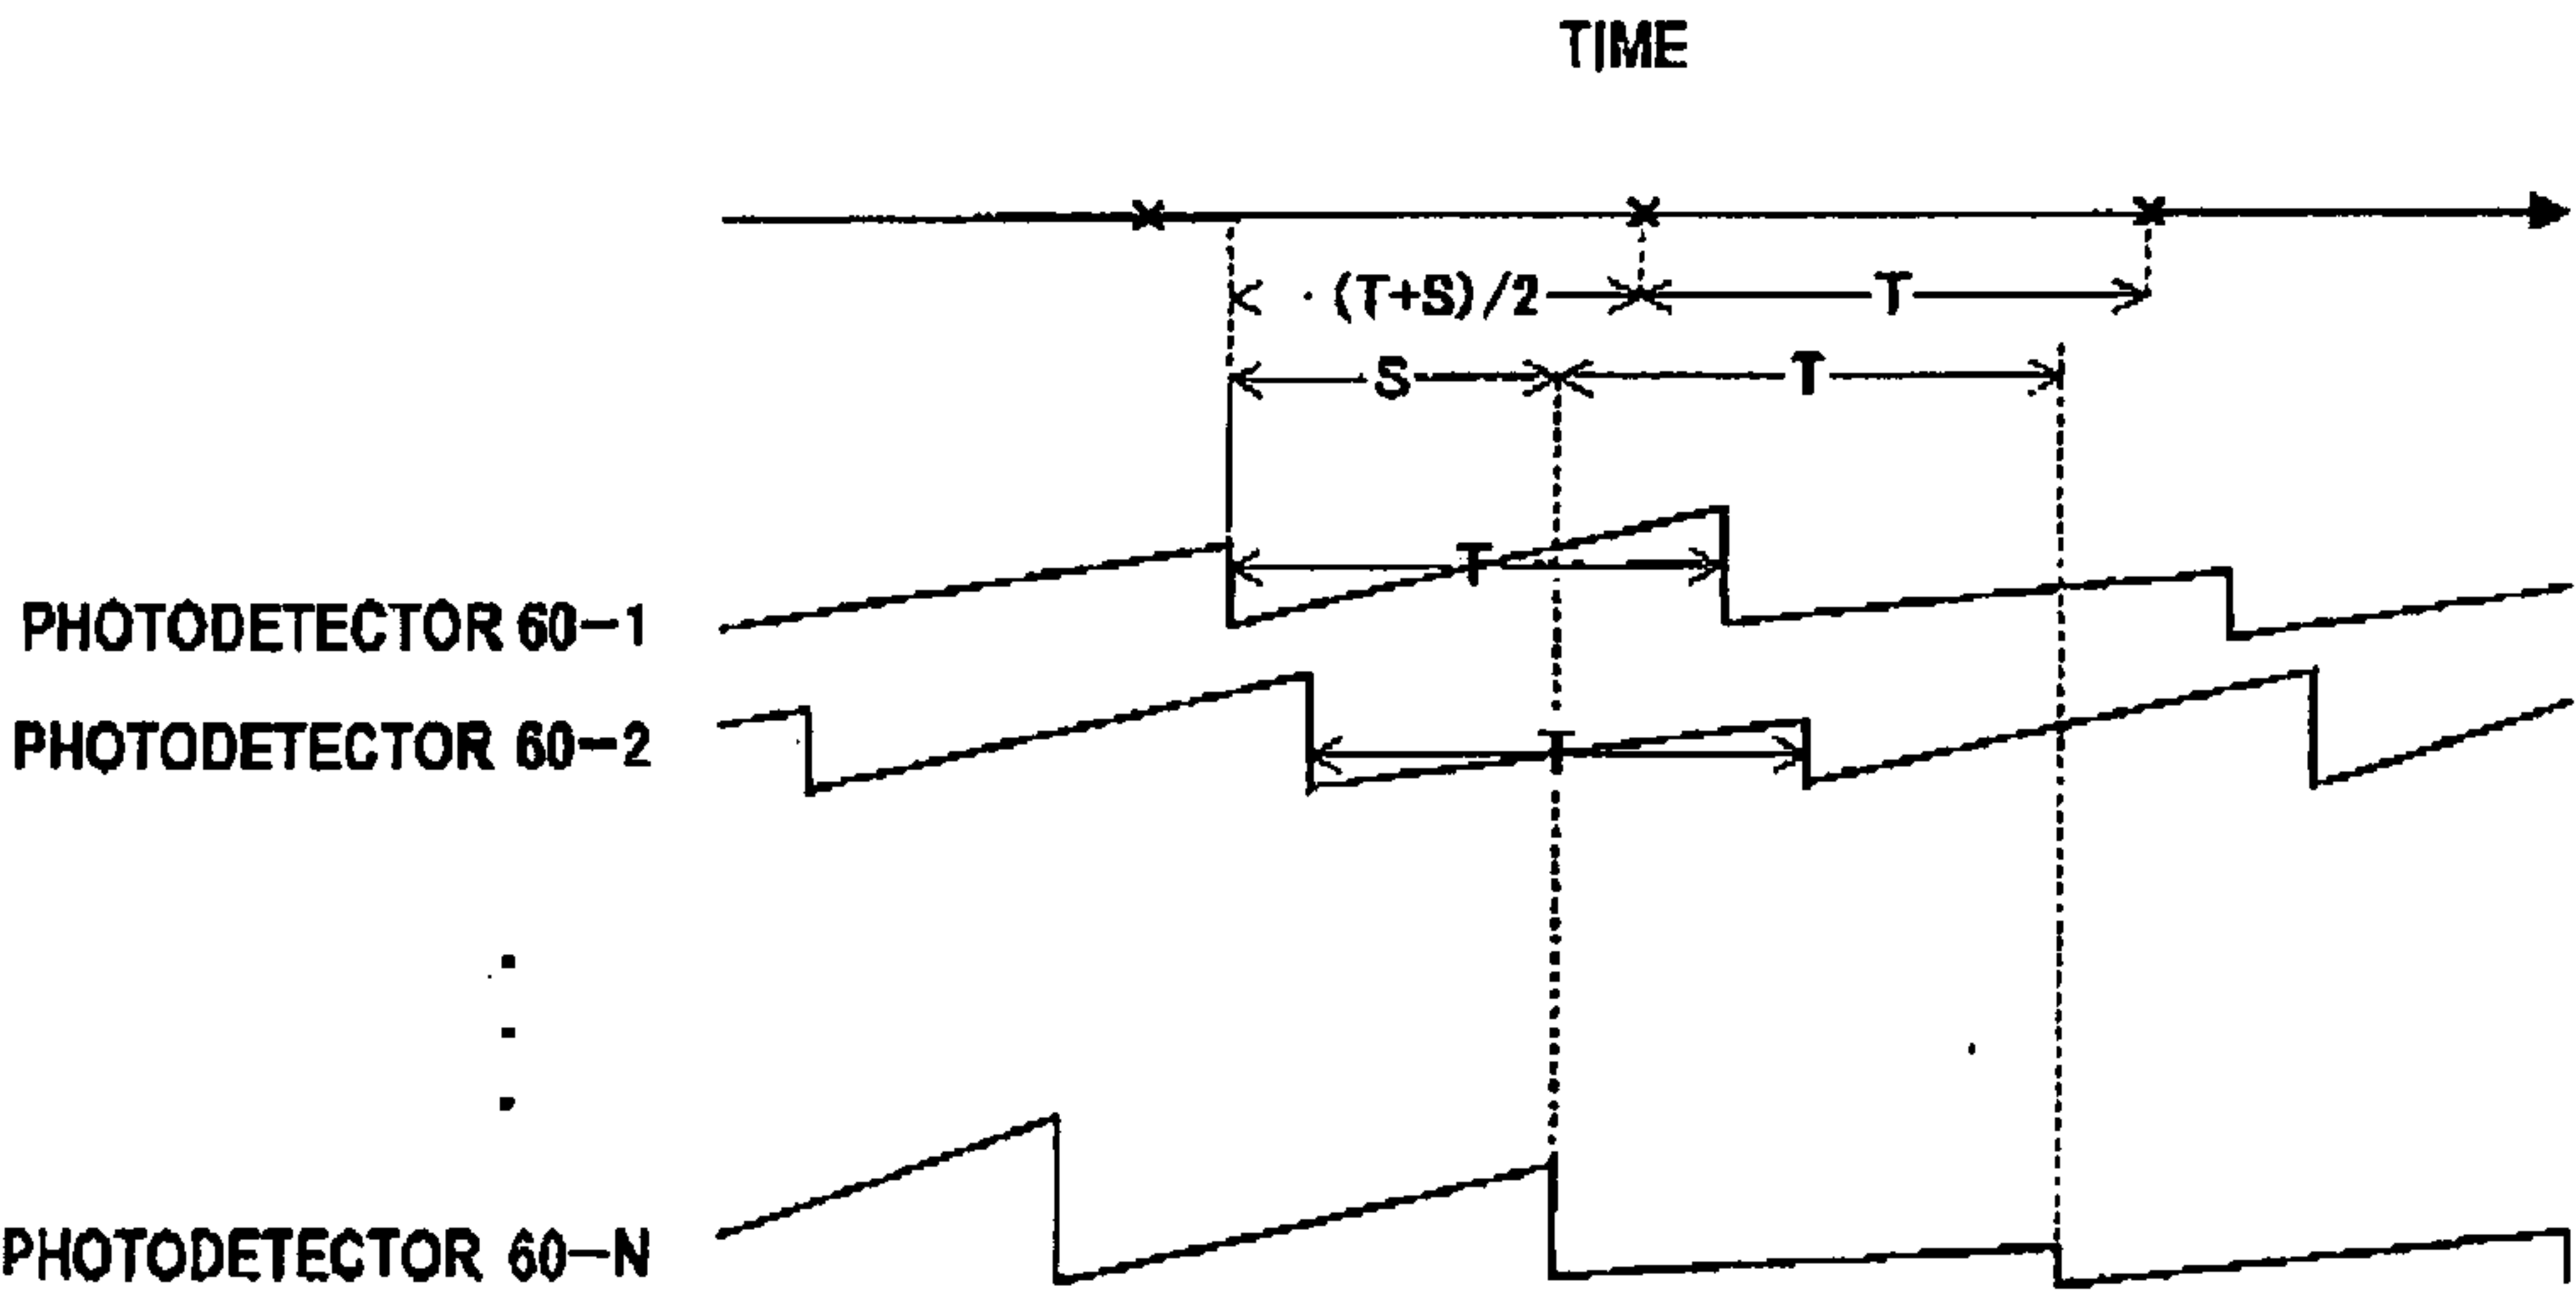 TIME
(T+S)/2 T
S T
T
PHOTODETECTOR 60-1
PHOTODETECTOR 60-2
T
PHOTODETECTOR 60-N